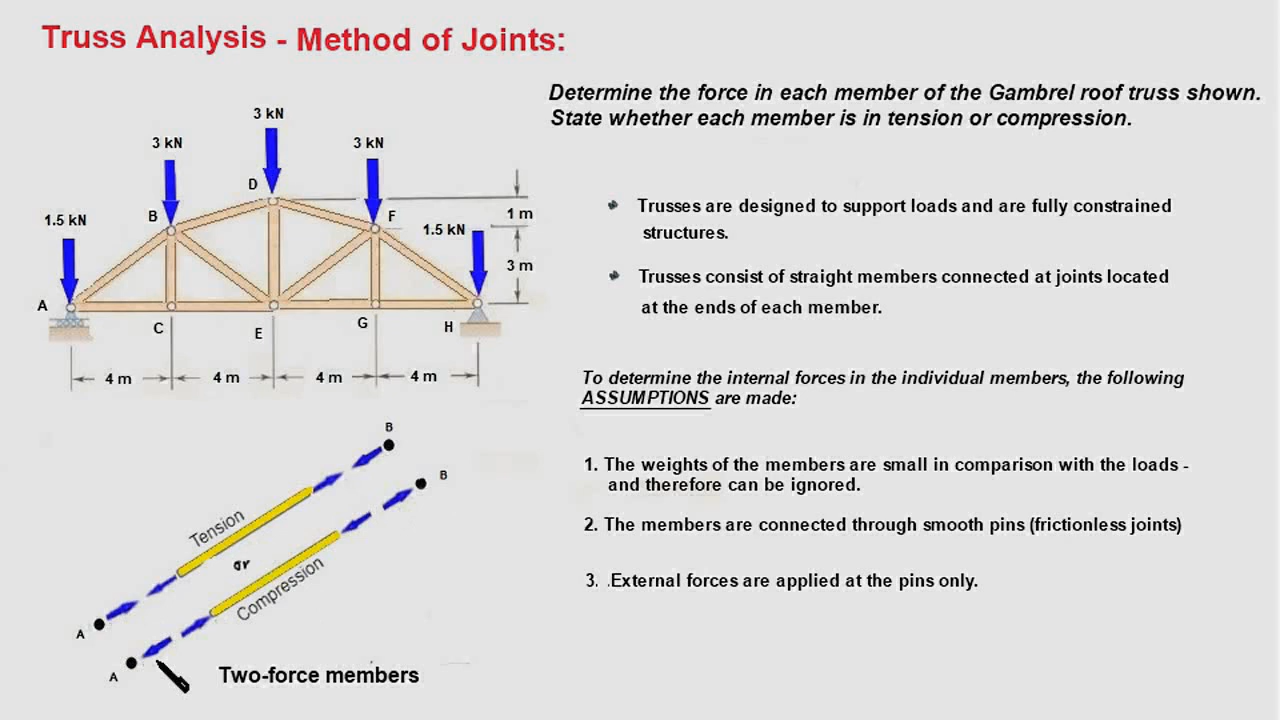 Truss Analysis - Method of Joints:
Determine the force in each member of the Gambrel roof truss shown.
State whether each member is in tension or compression.
3 kN
3 kN
3 kN
D
1.5 kN
B
F
1.5 kN
1 m
3 m
A
C
E
G
H
4 m
4 m
4 m
4 m
Trusses are designed to support loads and are fully constrained
structures.
Trusses consist of straight members connected at joints located
at the ends of each member.
To determine the internal forces in the individual members, the following
ASSUMPTIONS are made:
1. The weights of the members are small in comparison with the loads -
and therefore can be ignored.
2. The members are connected through smooth pins (frictionless joints)
3. .External forces are applied at the pins only.
B
B
Tension
or
Compression
A
A
Two-force members